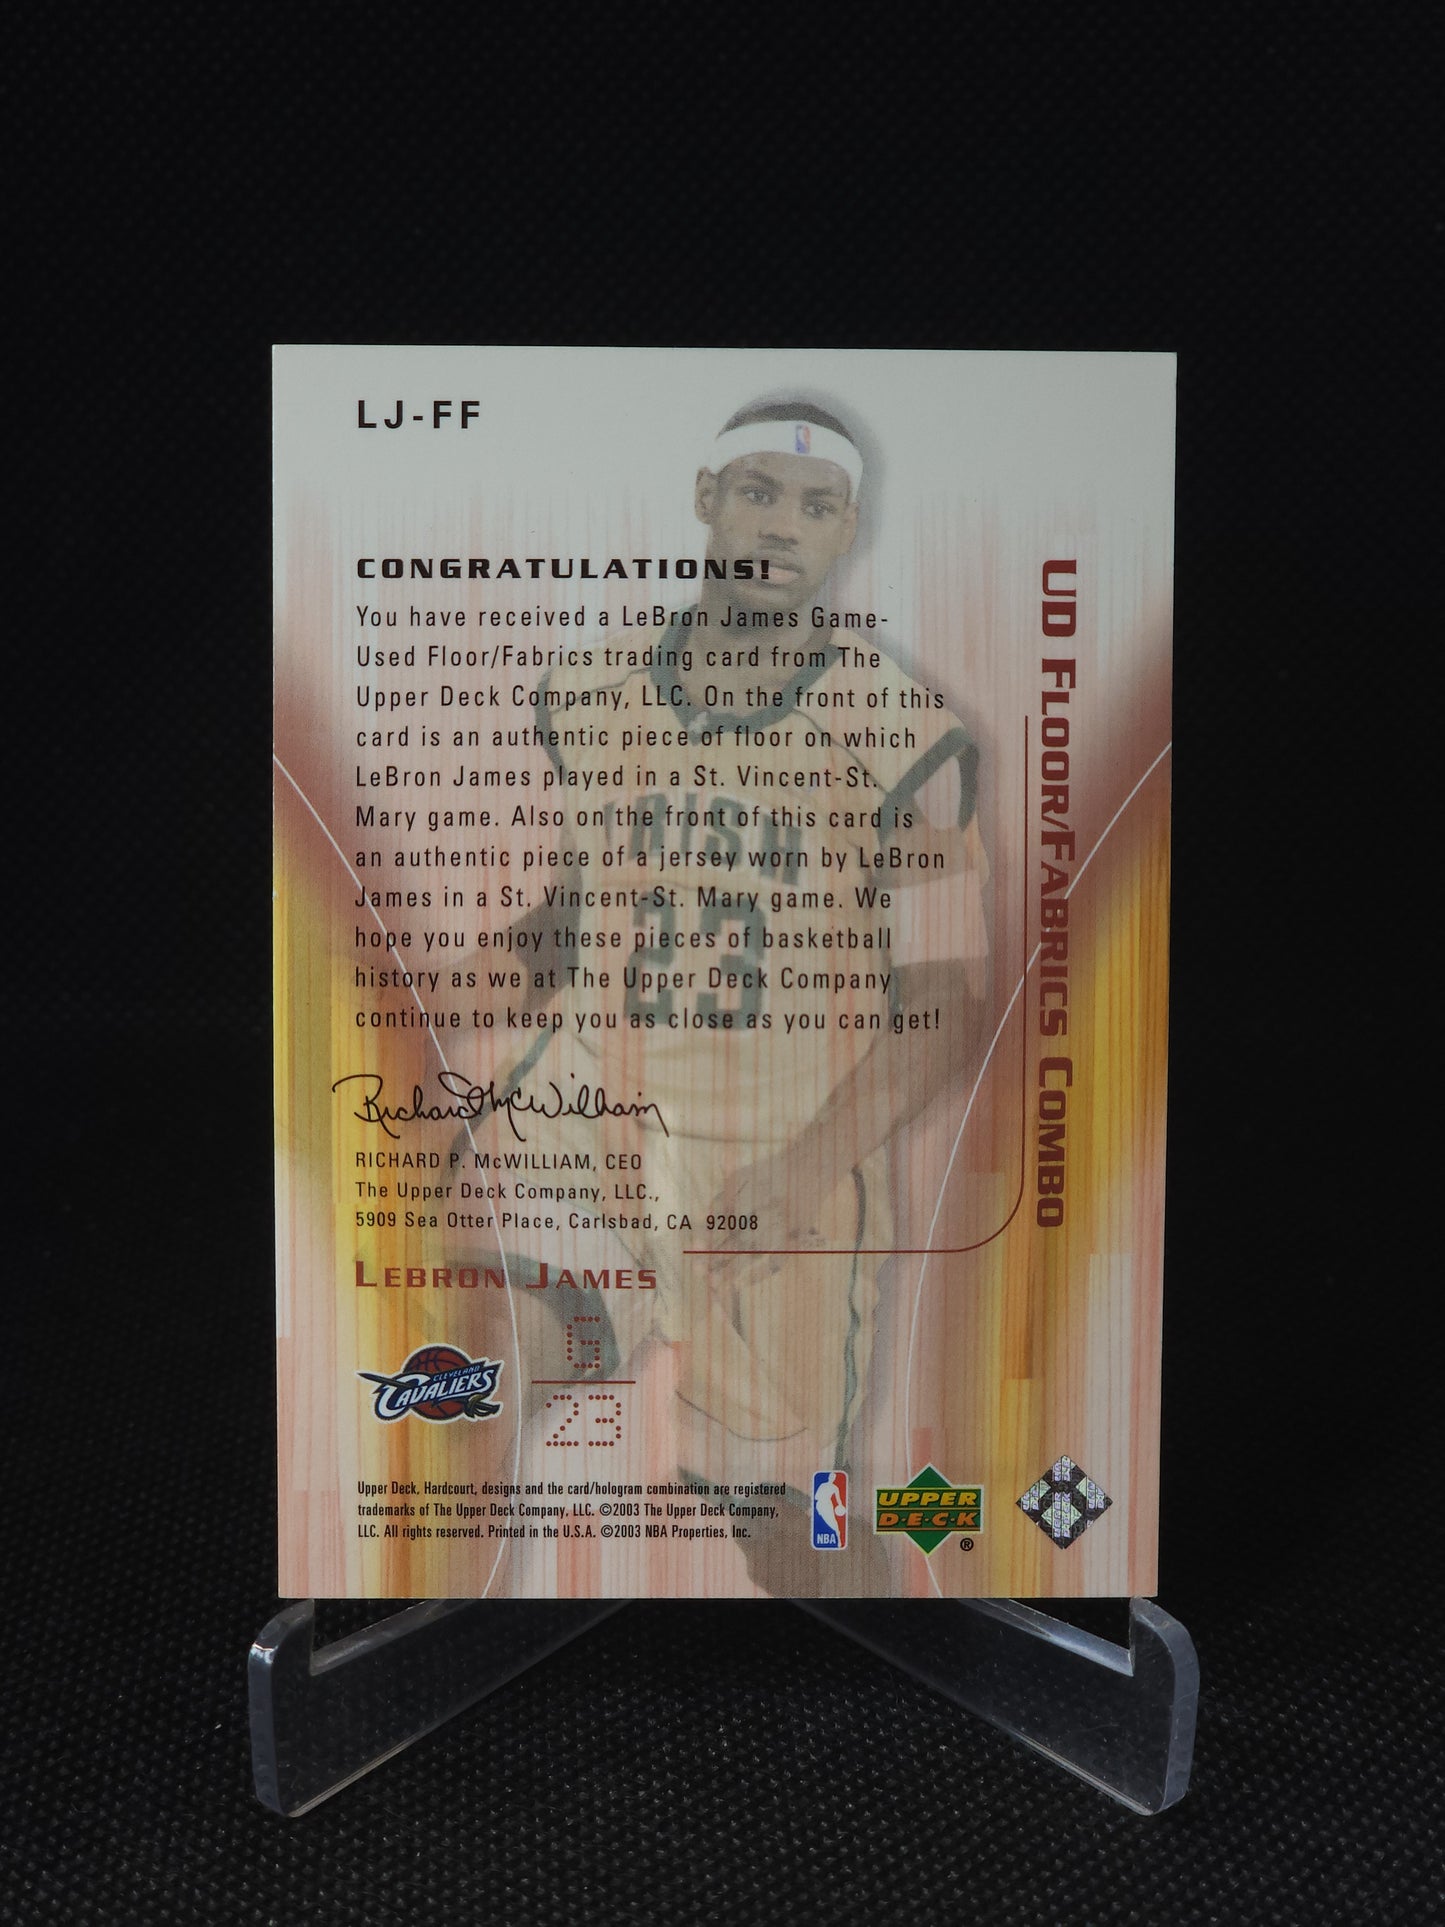 LJ-FF
CONGRATULATIONS!
You have received a LeBron James Game-
Used Floor/Fabrics trading card from The
Upper Deck Company, LLC. On the front of this
card is an authentic piece of floor on which
LeBron James played in a St. Vincent-St.
Mary game. Also on the front of this card is
an authentic piece of a jersey worn by LeBron
James in a St. Vincent-St. Mary game. We
hope you enjoy these pieces of basketball
history as we at The Upper Deck Company
continue to keep you as close as you can get!
Richard McWilliam
RICHARD P. McWILLIAM, CEO
The Upper Deck Company, LLC.,
5909 Sea Otter Place, Carlsbad, CA 92008
LEBRON JAMES
G
23
CLEVELAND
CAVALIERS
UD FLOOR/FABRICS COMBO
IRISH
23
Upper Deck, Hardcourt, designs and the card/hologram combination are registered
trademarks of The Upper Deck Company, LLC. ©2003 The Upper Deck Company,
LLC. All rights reserved. Printed in the U.S.A. ©2003 NBA Properties, Inc.
NBA
UPPER
D·E·C·K
®